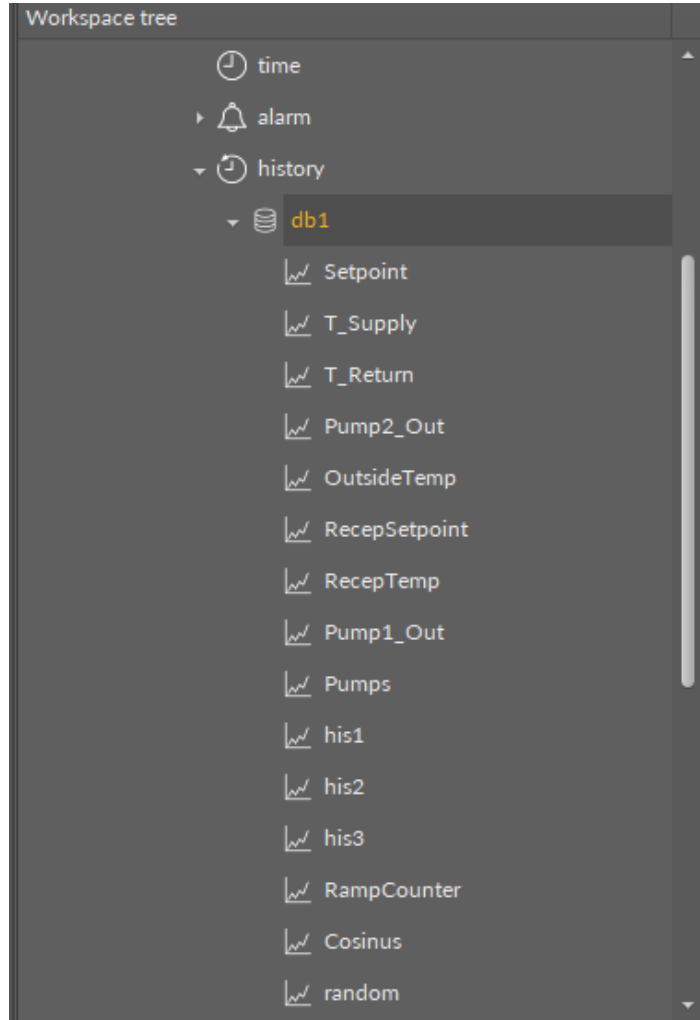 Workspace tree
time
alarm
history
db1
Setpoint
T_Supply
T_Return
Pump2_Out
OutsideTemp
RecepSetpoint
RecepTemp
Pump1_Out
Pumps
his1
his2
his3
RampCounter
Cosinus
random